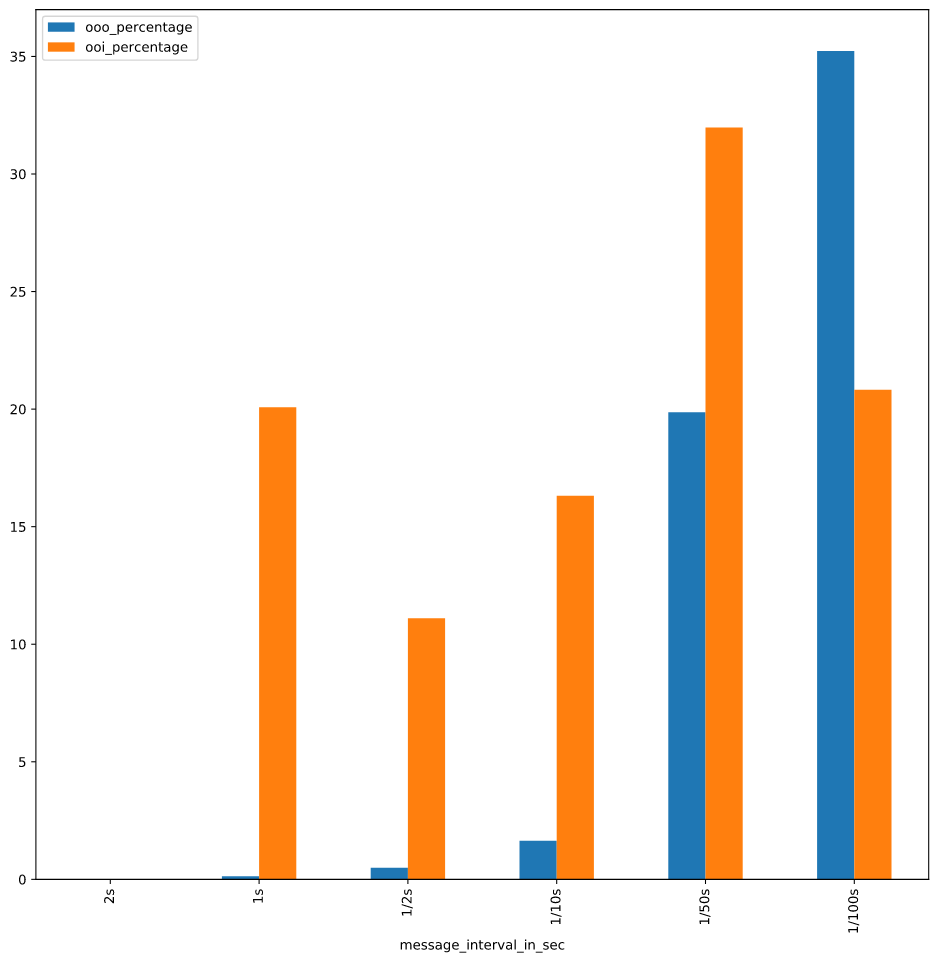 ooo_percentage
ooi_percentage
35
30
25
20
15
10
5
0
2s
1s
1/2s
1/10s
1/50s
1/100s
message_interval_in_sec